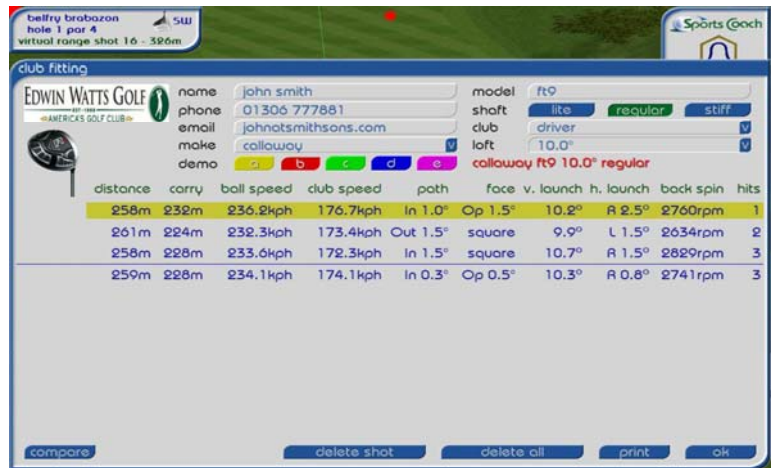 belfry brabazon
SW
hole 1 par 4
virtual range shot 16 - 326m
Sports Coach
club fitting
EDWIN WATTS GOLF
AMERICA'S GOLF CLUB
name john smith
phone 01306 777881
email johnatsmithsons.com
make callaway
demo a b c d e
model ft9
shaft lite regular stiff
club driver
loft 10.0°
callaway ft9 10.0° regular
distance carry ball speed club speed path face v. launch h. launch back spin hits
258m 232m 236.2kph 176.7kph In 1.0° Op 1.5° 10.2° R 2.5° 2760rpm 1
261m 224m 232.3kph 173.4kph Out 1.5° square 9.9° L 1.5° 2634rpm 2
258m 228m 233.6kph 172.3kph In 1.5° square 10.7° R 1.5° 2829rpm 3
259m 228m 234.1kph 174.1kph In 0.3° Op 0.5° 10.3° R 0.8° 2741rpm 3
compare delete shot delete all print ok